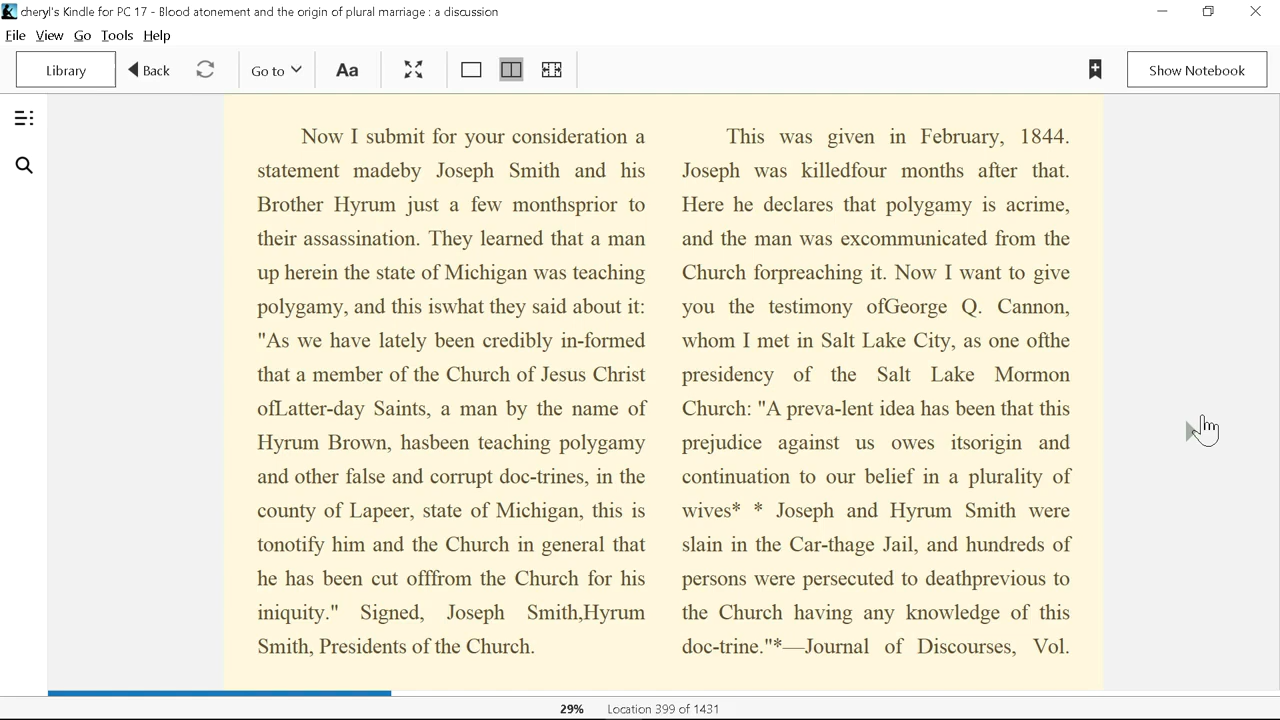 cheryl's Kindle for PC 17 - Blood atonement and the origin of plural marriage : a discussion
File View Go Tools Help
Library Back Go to Aa Show Notebook
Now I submit for your consideration a
statement madeby Joseph Smith and his
Brother Hyrum just a few monthsprior to
their assassination. They learned that a man
up herein the state of Michigan was teaching
polygamy, and this iswhat they said about it:
"As we have lately been credibly in-formed
that a member of the Church of Jesus Christ
ofLatter-day Saints, a man by the name of
Hyrum Brown, hasbeen teaching polygamy
and other false and corrupt doc-trines, in the
county of Lapeer, state of Michigan, this is
tonotify him and the Church in general that
he has been cut offfrom the Church for his
iniquity." Signed, Joseph Smith,Hyrum
Smith, Presidents of the Church.
This was given in February, 1844.
Joseph was killedfour months after that.
Here he declares that polygamy is acrime,
and the man was excommunicated from the
Church forpreaching it. Now I want to give
you the testimony ofGeorge Q. Cannon,
whom I met in Salt Lake City, as one ofthe
presidency of the Salt Lake Mormon
Church: "A preva-lent idea has been that this
prejudice against us owes itsorigin and
continuation to our belief in a plurality of
wives* * Joseph and Hyrum Smith were
slain in the Car-thage Jail, and hundreds of
persons were persecuted to deathprevious to
the Church having any knowledge of this
doc-trine."*—Journal of Discourses, Vol.
29% Location 399 of 1431